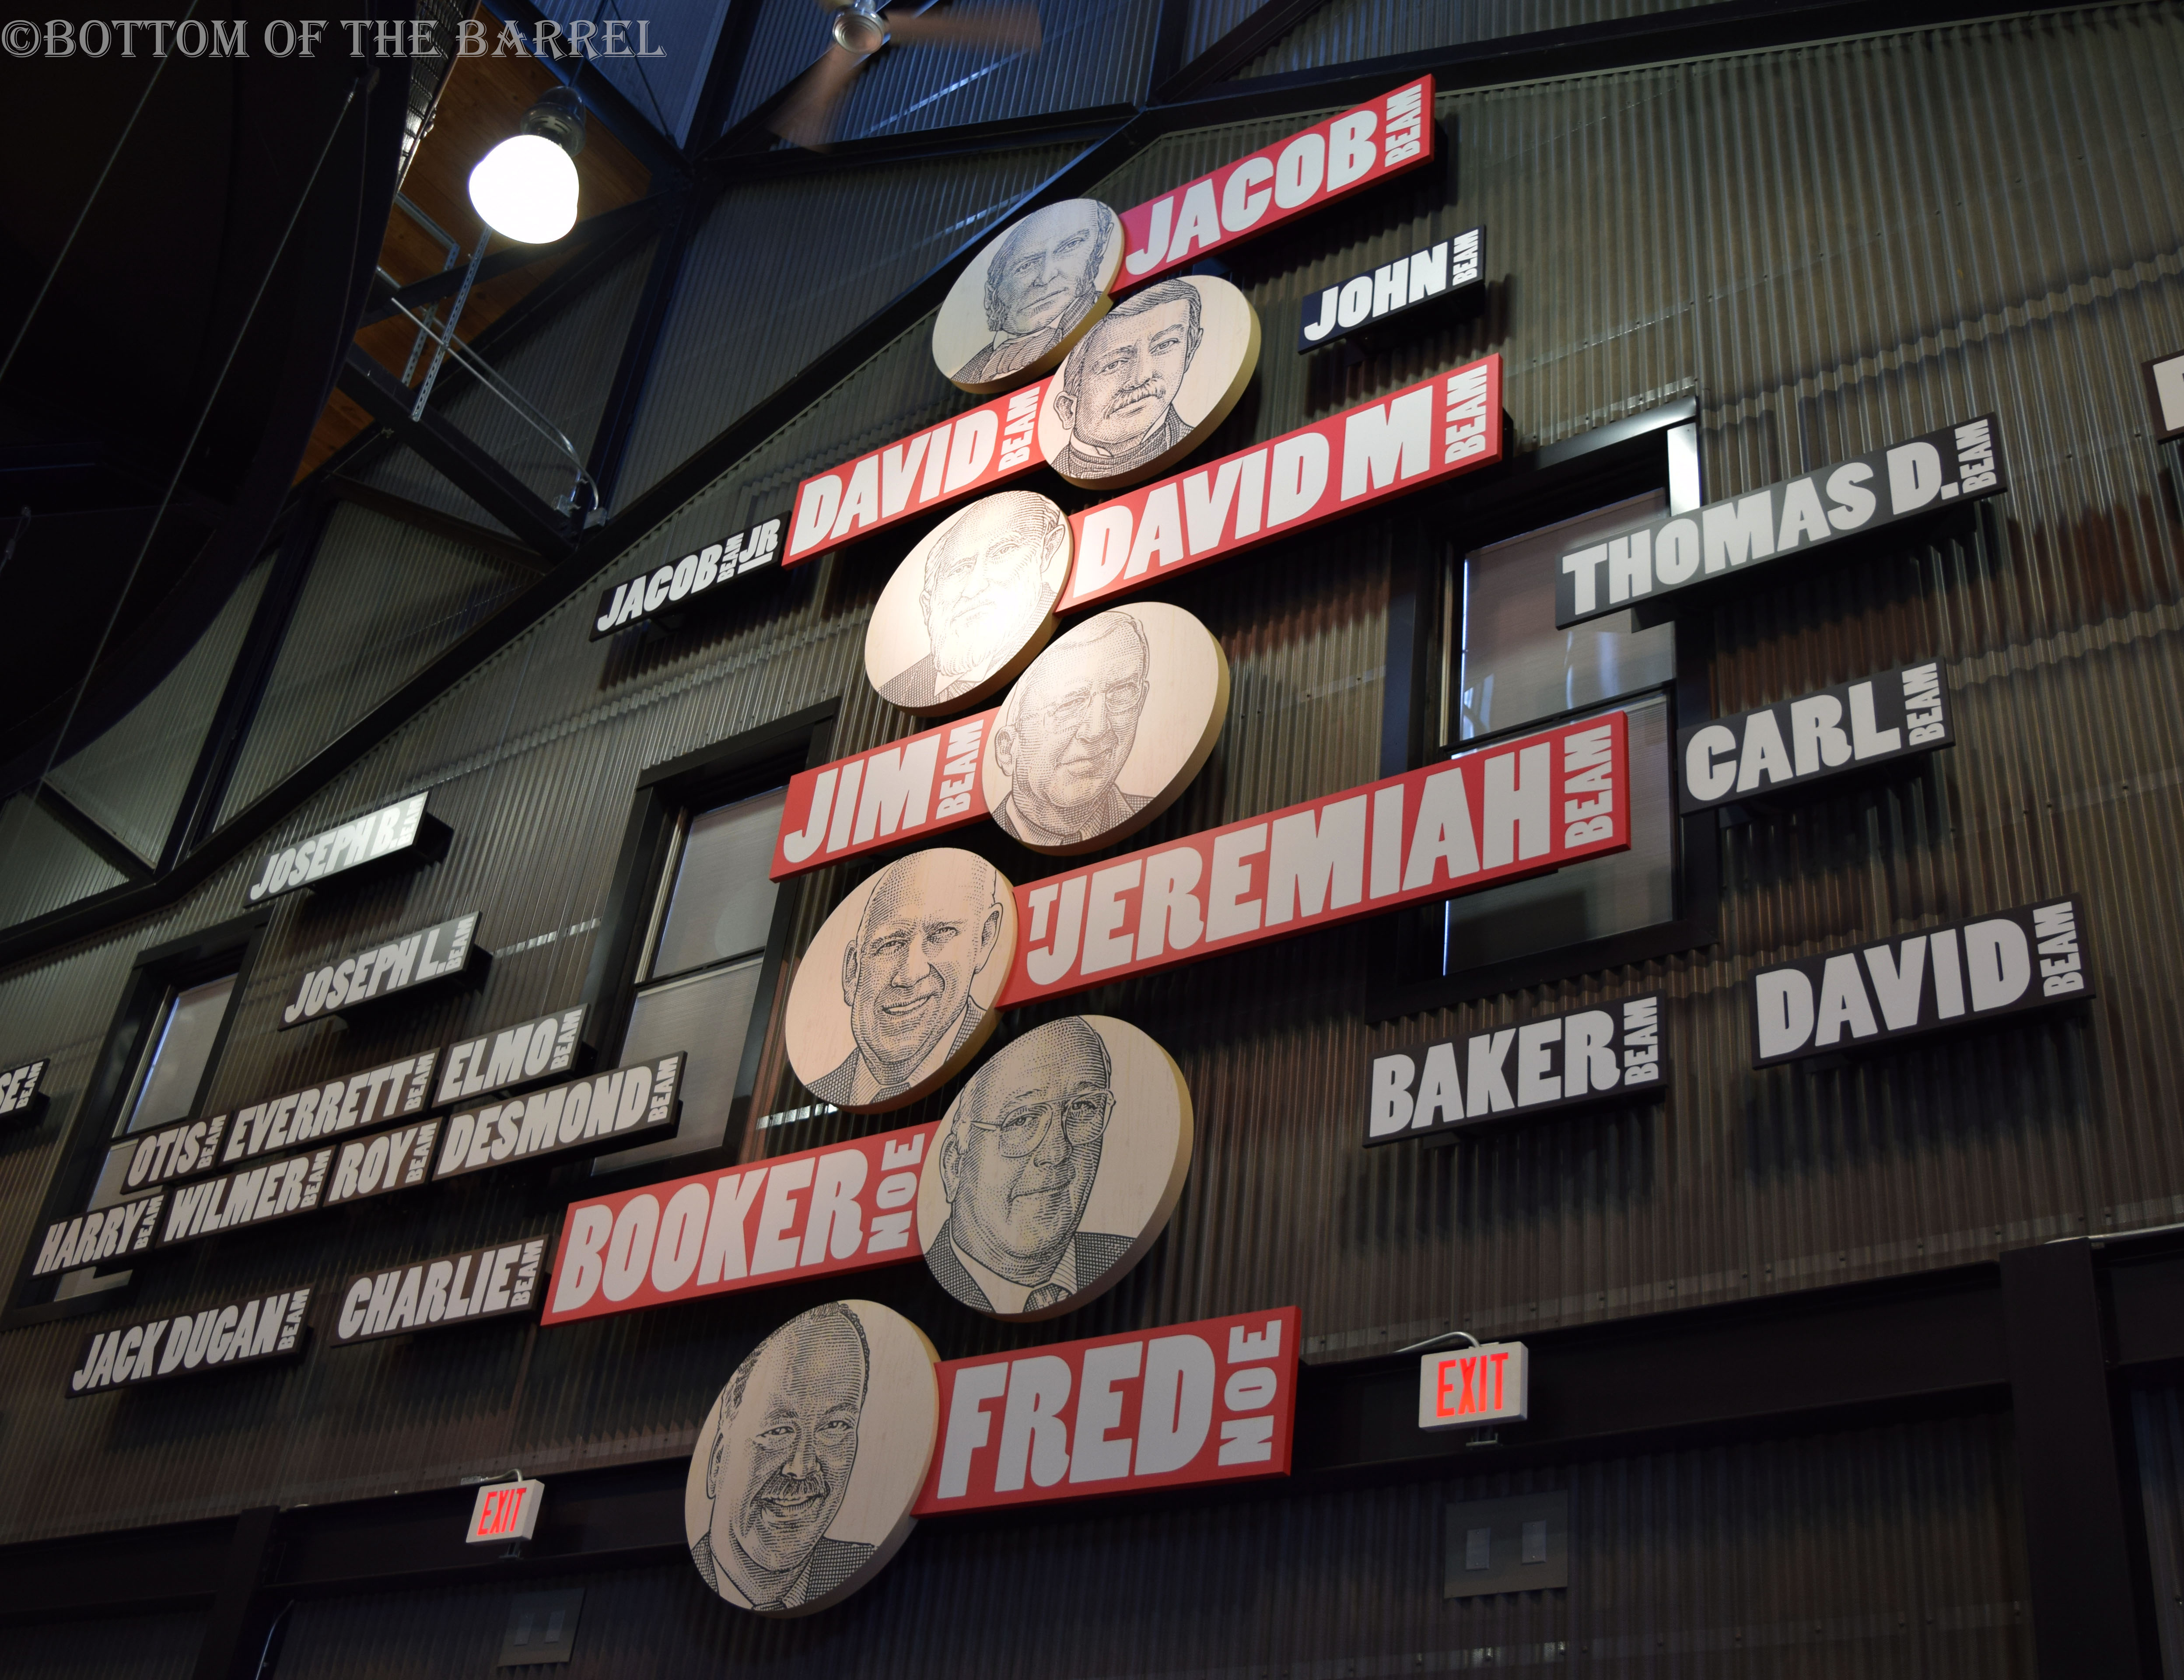 ©BOTTOM OF THE BARREL
JACOB BEAM
JOHN BEAM
DAVID BEAM
JACOB BEAM JR
DAVID M BEAM
THOMAS D. BEAM
JIM BEAM
CARL BEAM
T JEREMIAH BEAM
JOSEPH B. BEAM
JOSEPH L. BEAM
DAVID BEAM
BAKER BEAM
OTIS BEAM EVERRETT BEAM ELMO BEAM
HARRY BEAM WILMER BEAM ROY BEAM DESMOND BEAM
BOOKER NOE
CHARLIE BEAM
JACK DUGAN BEAM
FRED NOE
EXIT
EXIT